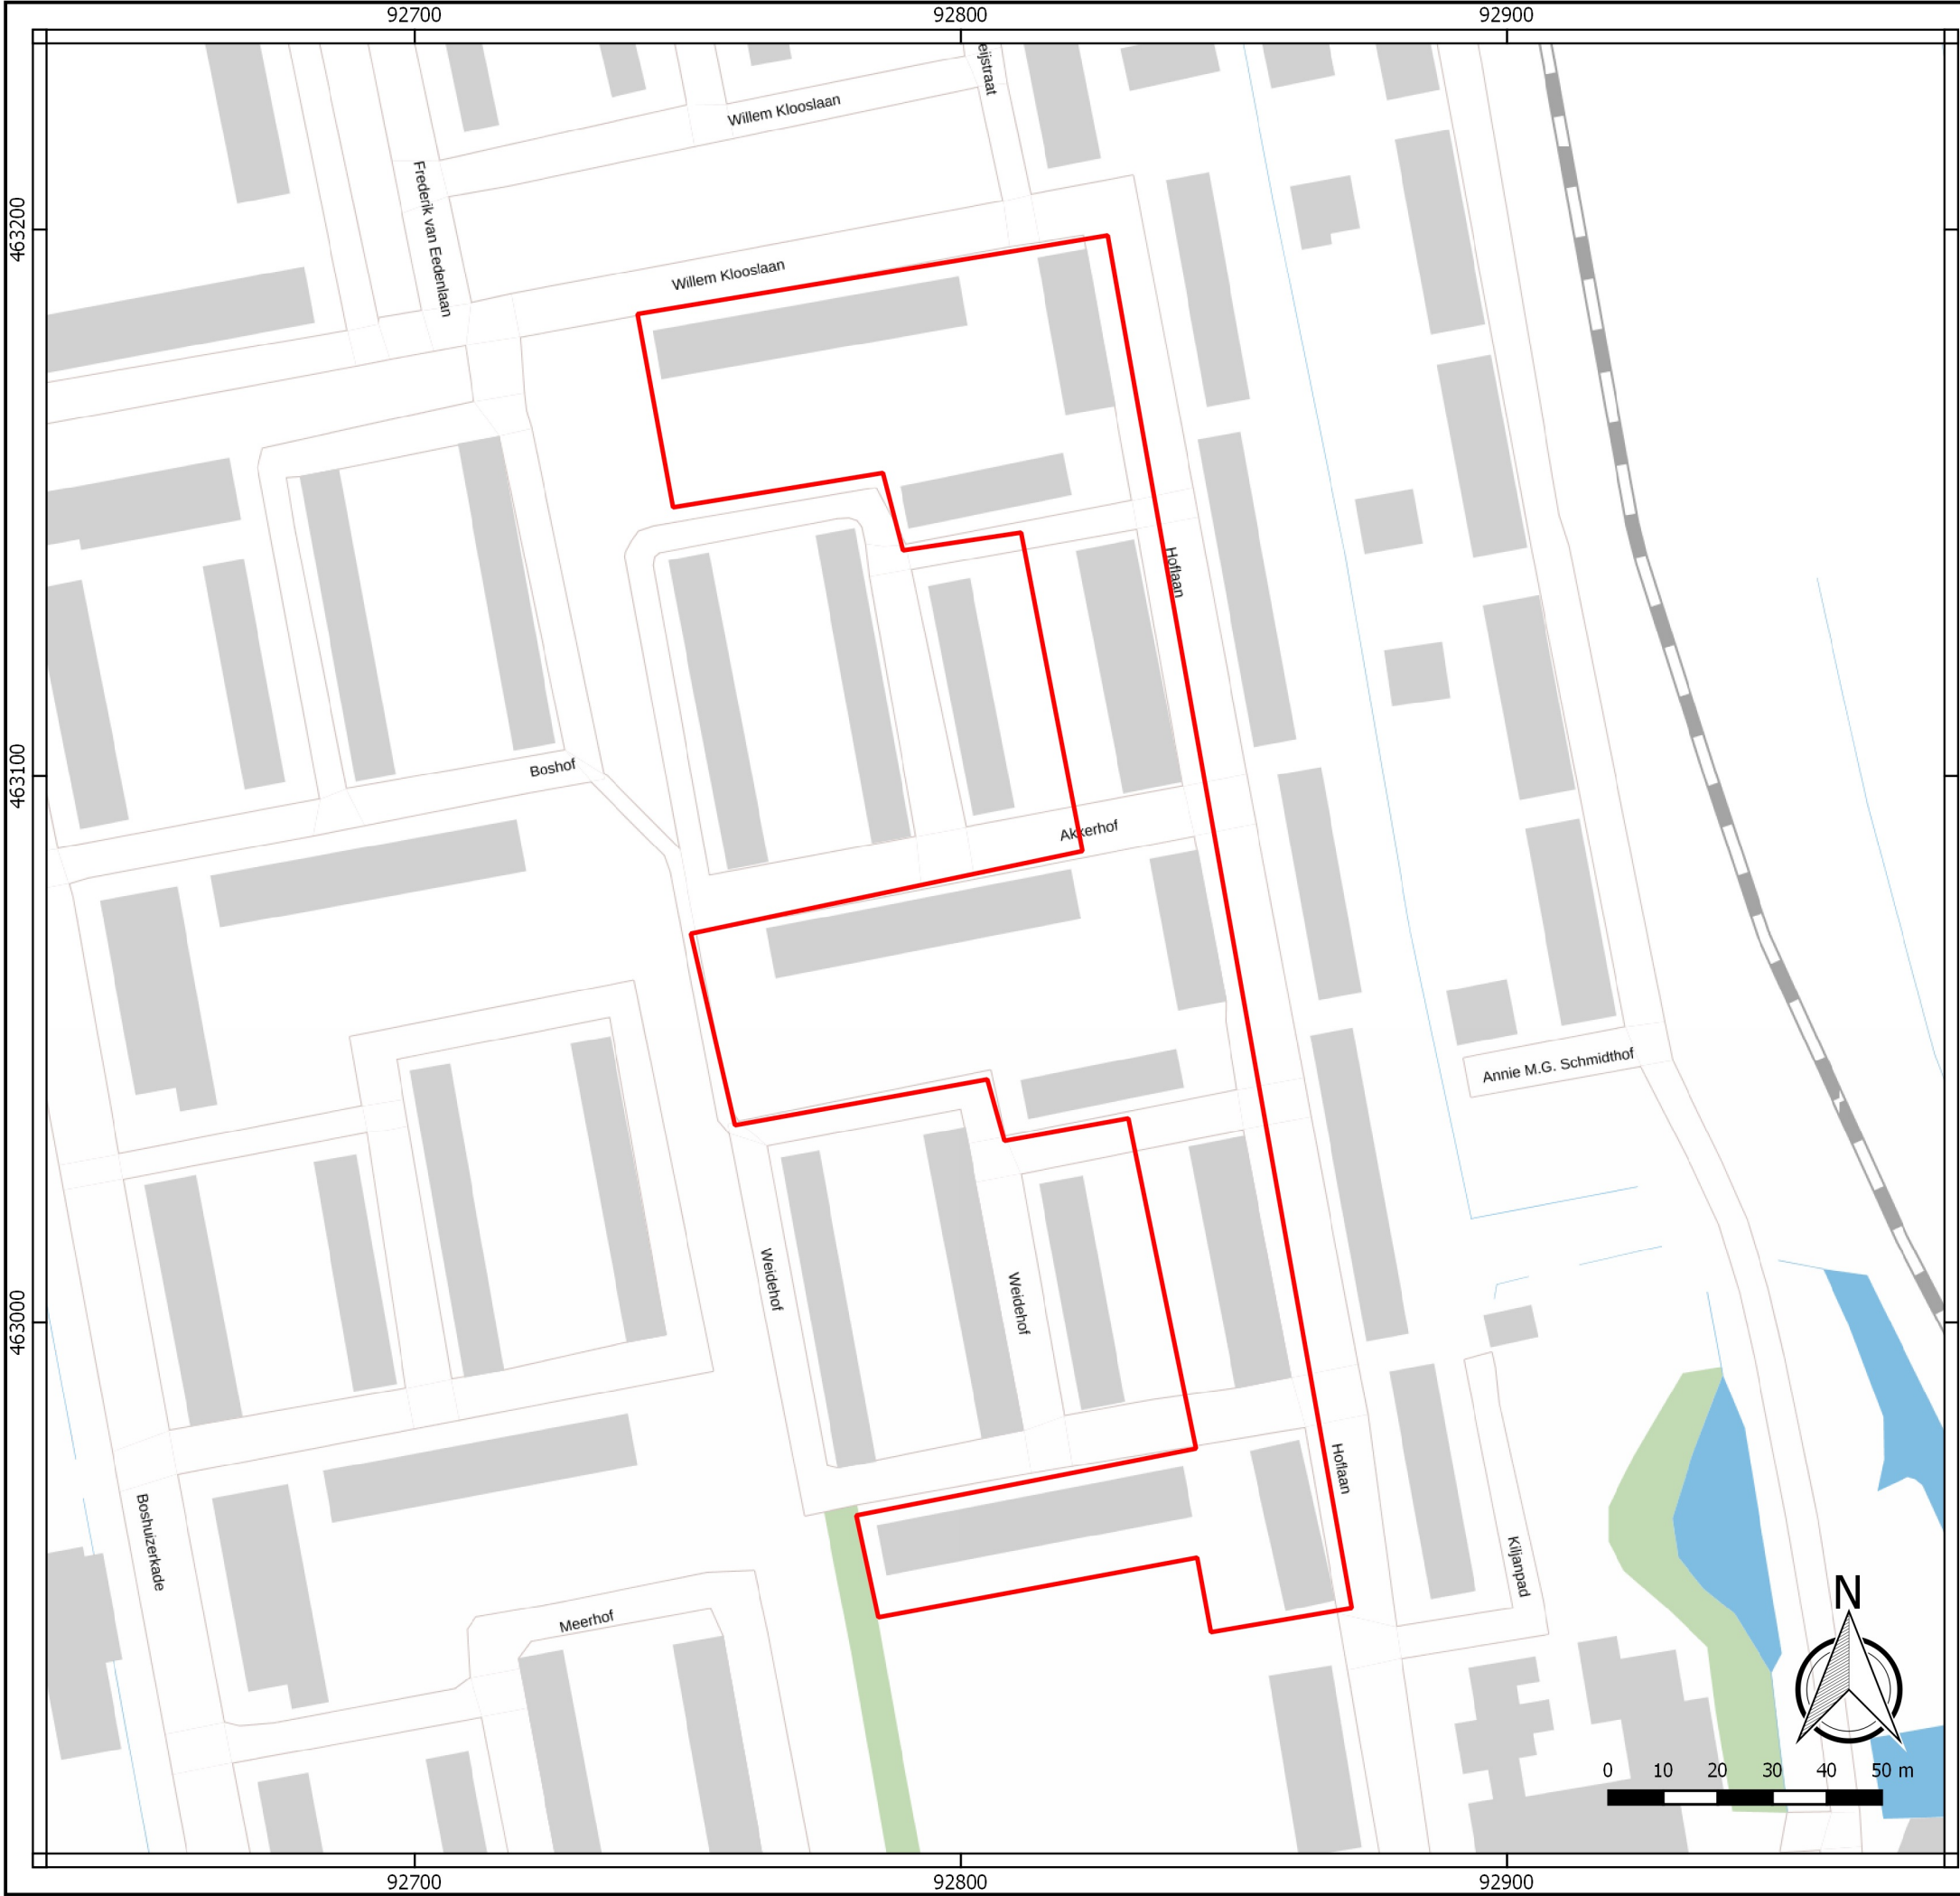 92700
92800
92900
eijstraat
Willem Klooslaan
Frederik van Eedenlaan
463200
Willem Klooslaan
Hoflaan
463100
Boshof
Akkerhof
Annie M.G. Schmidthof
Weidehof
Weidehof
463000
Hoflaan
Boshuizerkade
Kiljanpad
Meerhof
N
0 10 20 30 40 50 m
92700
92800
92900